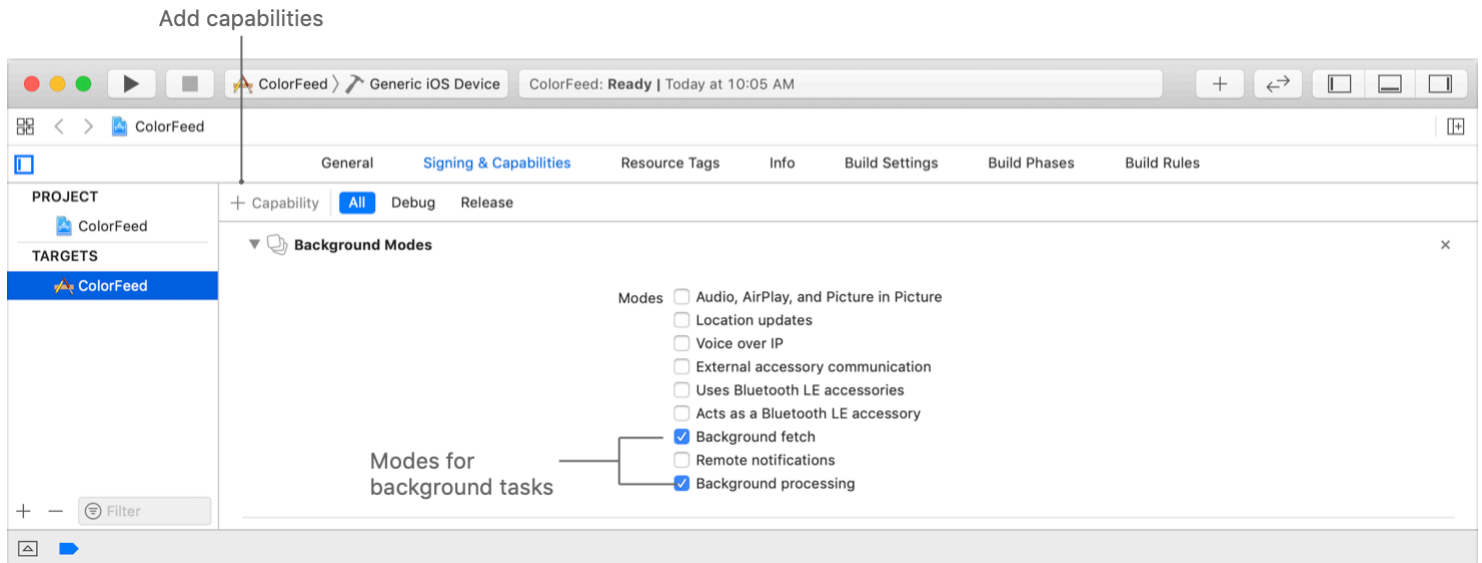 Add capabilities
ColorFeed Generic iOS Device ColorFeed: Ready | Today at 10:05 AM
ColorFeed
General Signing & Capabilities Resource Tags Info Build Settings Build Phases Build Rules
PROJECT
ColorFeed
TARGETS
ColorFeed
+ Capability All Debug Release
Background Modes
Modes Audio, AirPlay, and Picture in Picture
Location updates
Voice over IP
External accessory communication
Uses Bluetooth LE accessories
Acts as a Bluetooth LE accessory
Background fetch
Remote notifications
Background processing
Modes for
background tasks
Filter